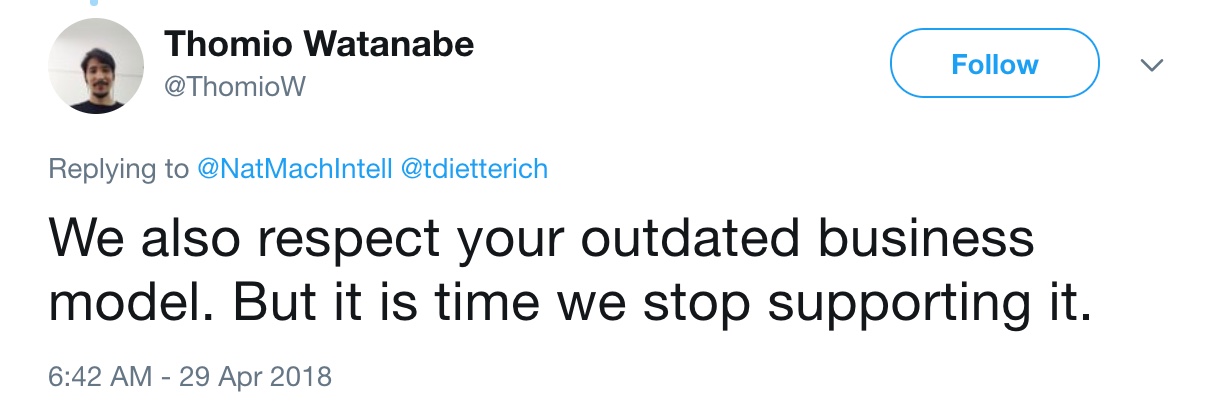 Thomio Watanabe
@ThomioW
Follow
Replying to @NatMachIntell @tdietterich
We also respect your outdated business
model. But it is time we stop supporting it.
6:42 AM - 29 Apr 2018